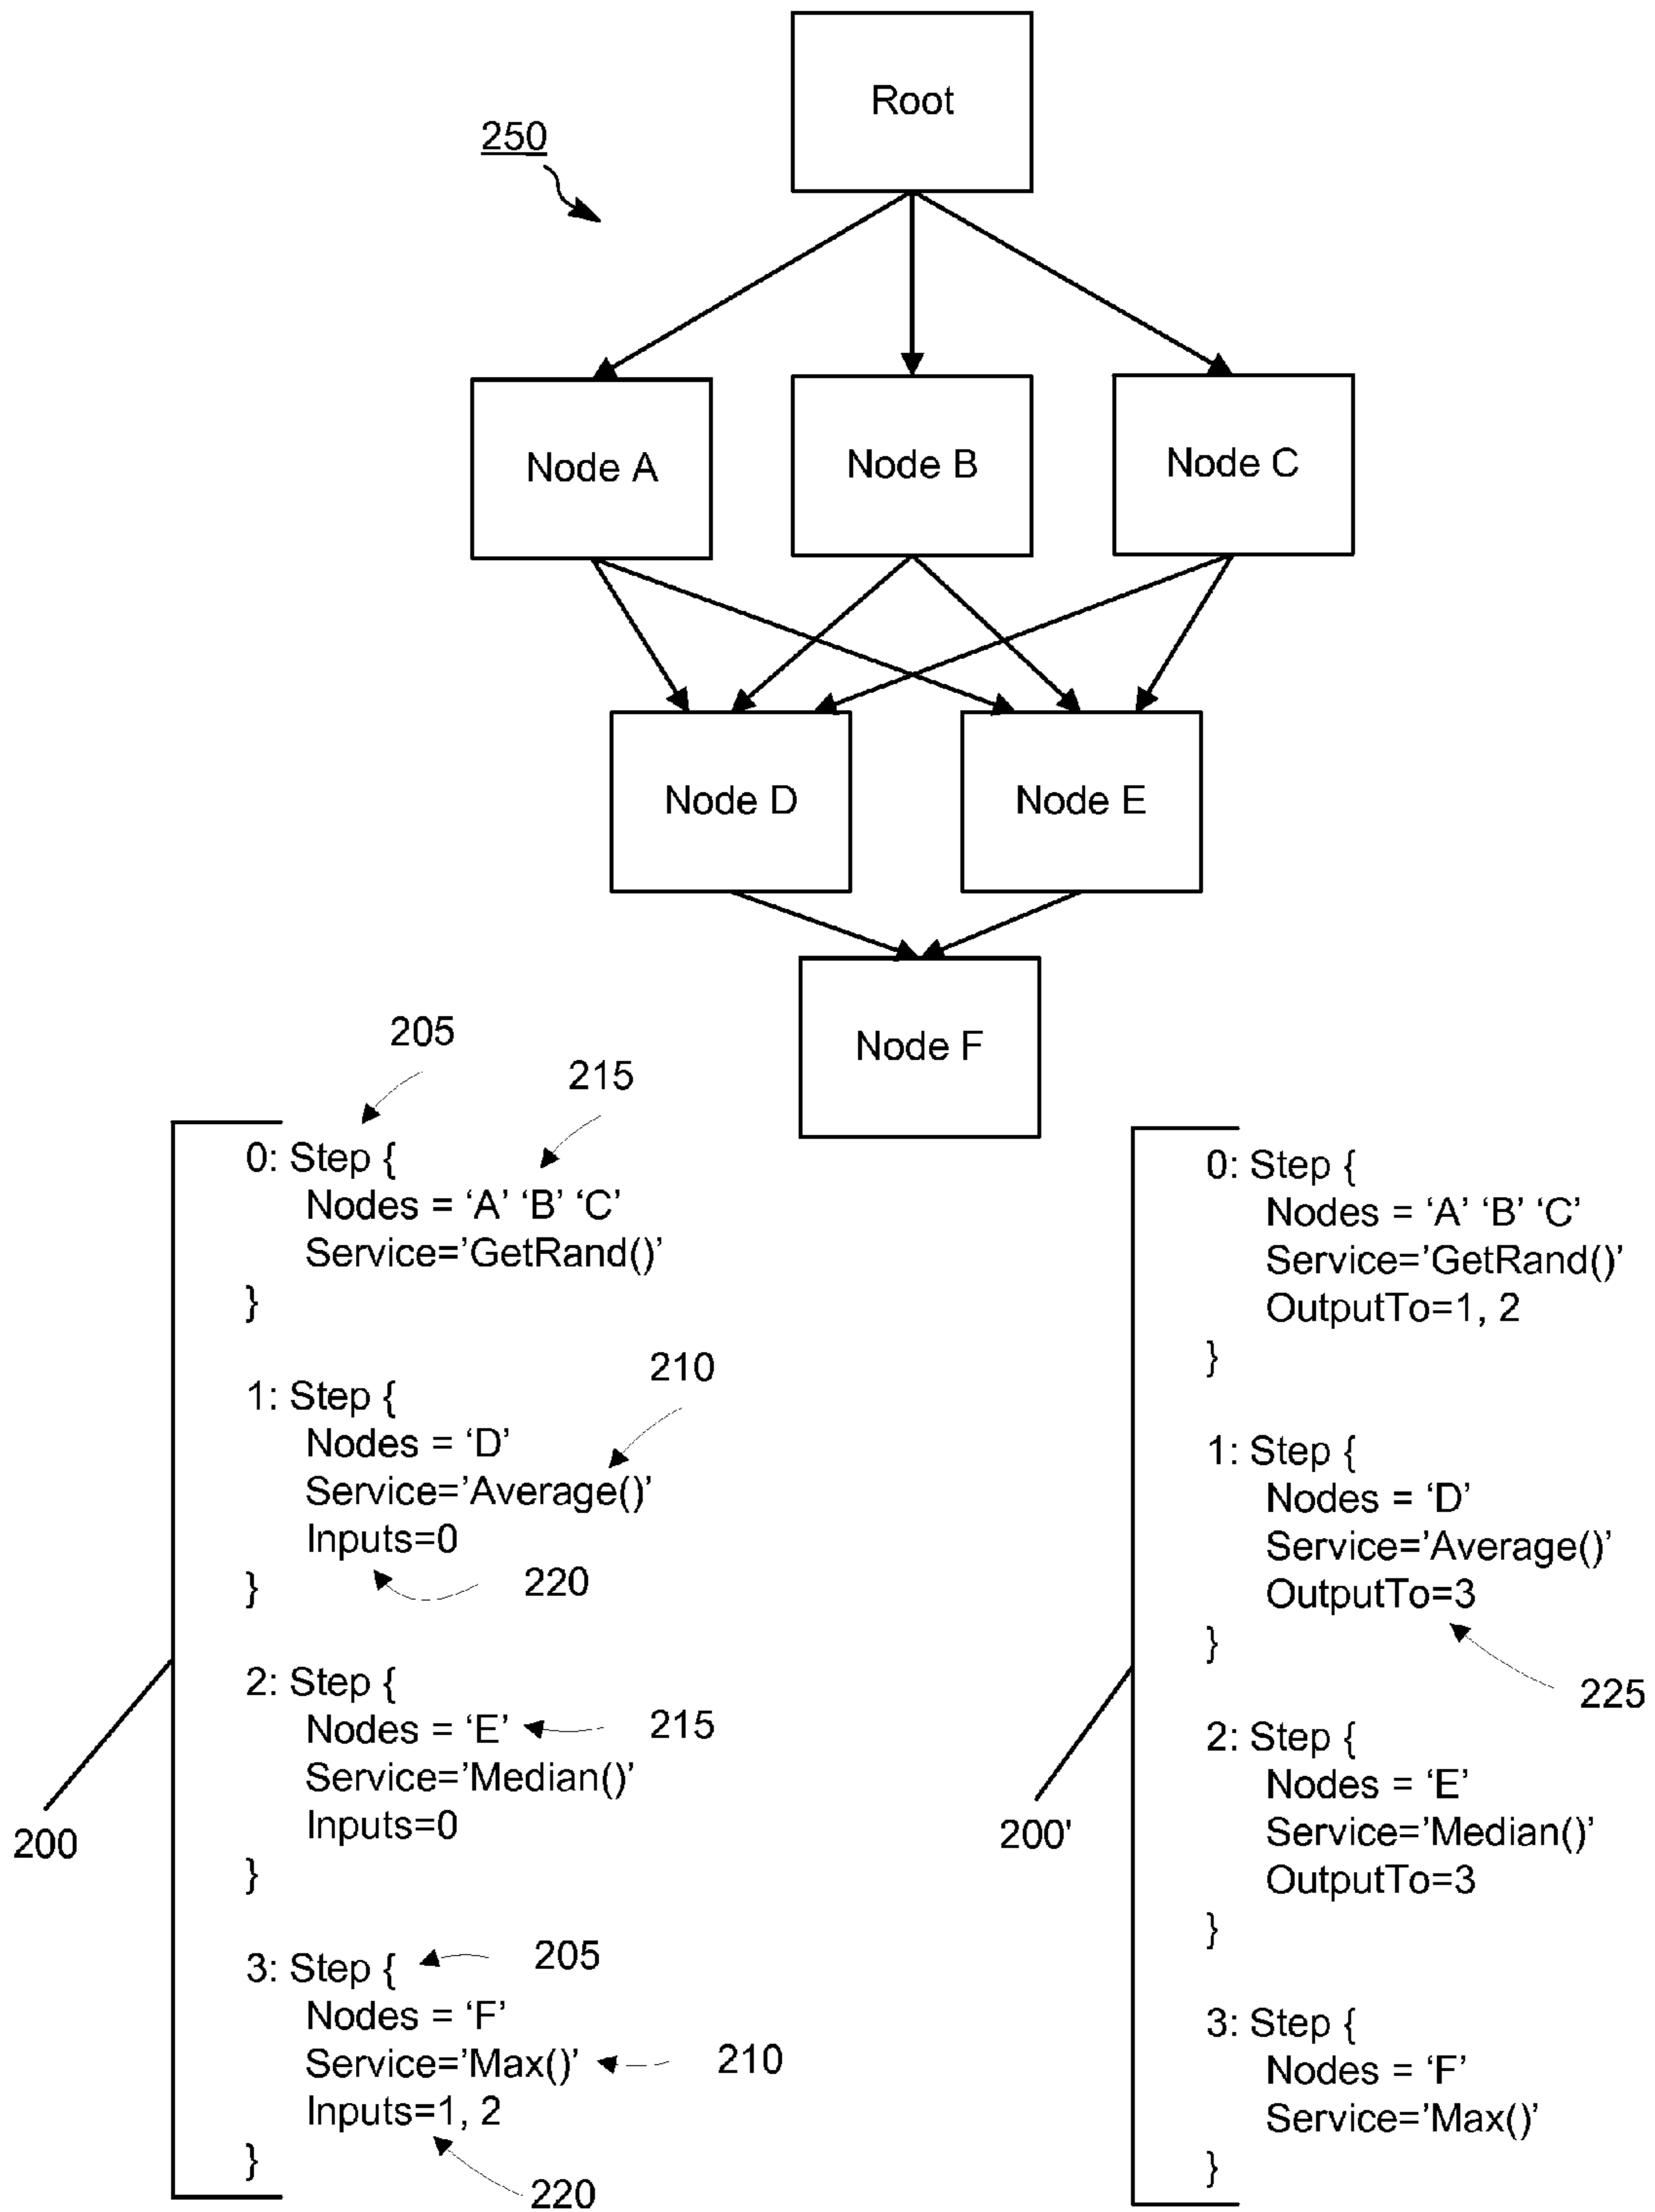 Root
250
Node A
Node B
Node C
Node D
Node E
Node F
205
215
0: Step {
Nodes = ‘A’ ‘B’ ‘C’
Service=’GetRand()’
}
210
1: Step {
Nodes = ‘D’
Service=’Average()’
Inputs=0
220
}
2: Step {
Nodes = ‘E’
215
Service=’Median()’
Inputs=0
}
200
3: Step {
205
Nodes = ‘F’
Service=’Max()’
210
Inputs=1, 2
}
220
0: Step {
Nodes = ‘A’ ‘B’ ‘C’
Service=’GetRand()’
OutputTo=1, 2
}
1: Step {
Nodes = ‘D’
Service=’Average()’
OutputTo=3
}
225
2: Step {
Nodes = ‘E’
Service=’Median()’
OutputTo=3
}
200'
3: Step {
Nodes = ‘F’
Service=’Max()’
}